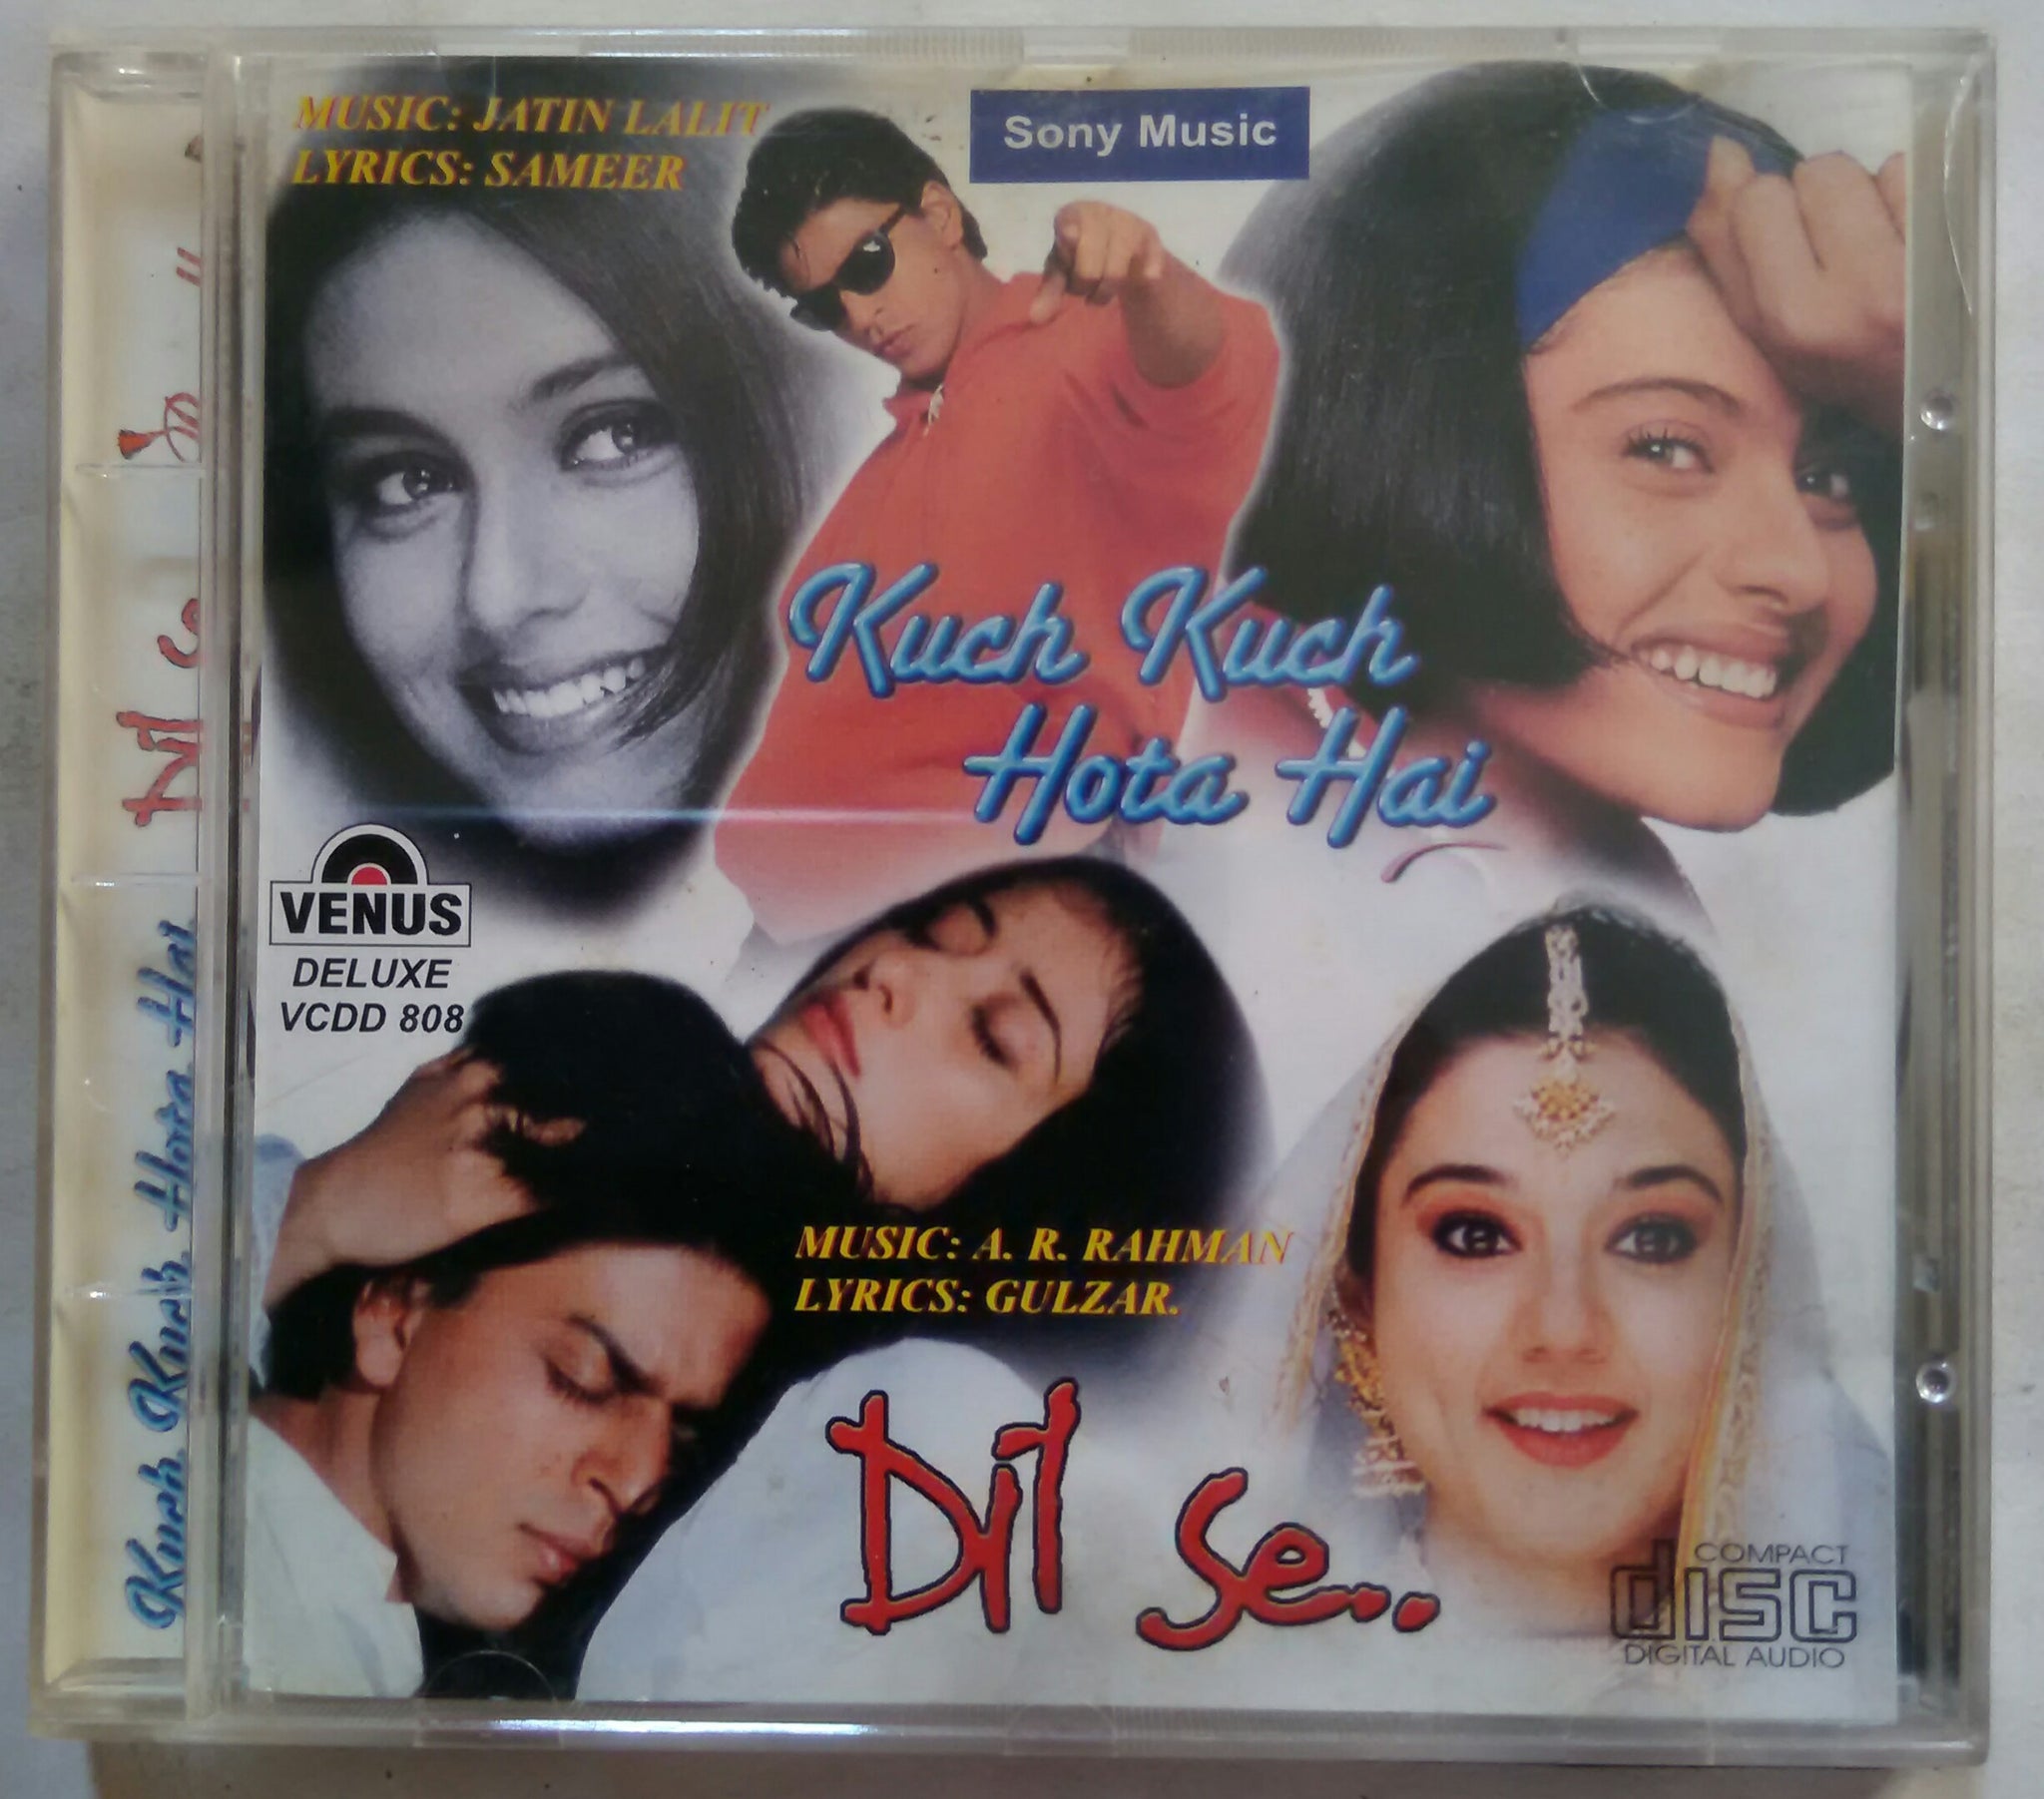 MUSIC: JATIN LALIT
LYRICS: SAMEER
Sony Music
Kuch Kuch
Hota Hai
VENUS
DELUXE
VCDD 808
MUSIC: A. R. RAHMAN
LYRICS: GULZAR.
Dil se..
COMPACT
disc
DIGITAL AUDIO
Kuch Kuch Hota Hai
Dil se